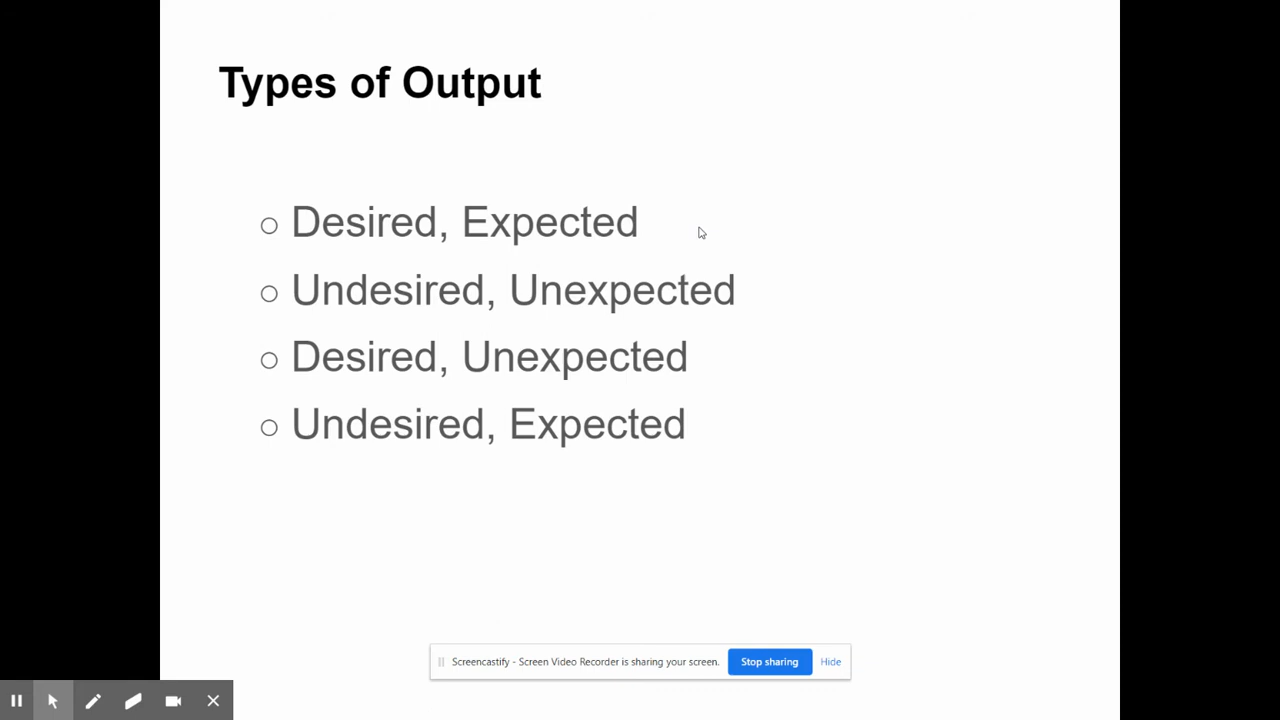 Types of Output
○ Desired, Expected
○ Undesired, Unexpected
○ Desired, Unexpected
○ Undesired, Expected
Screencastify - Screen Video Recorder is sharing your screen. Stop sharing Hide